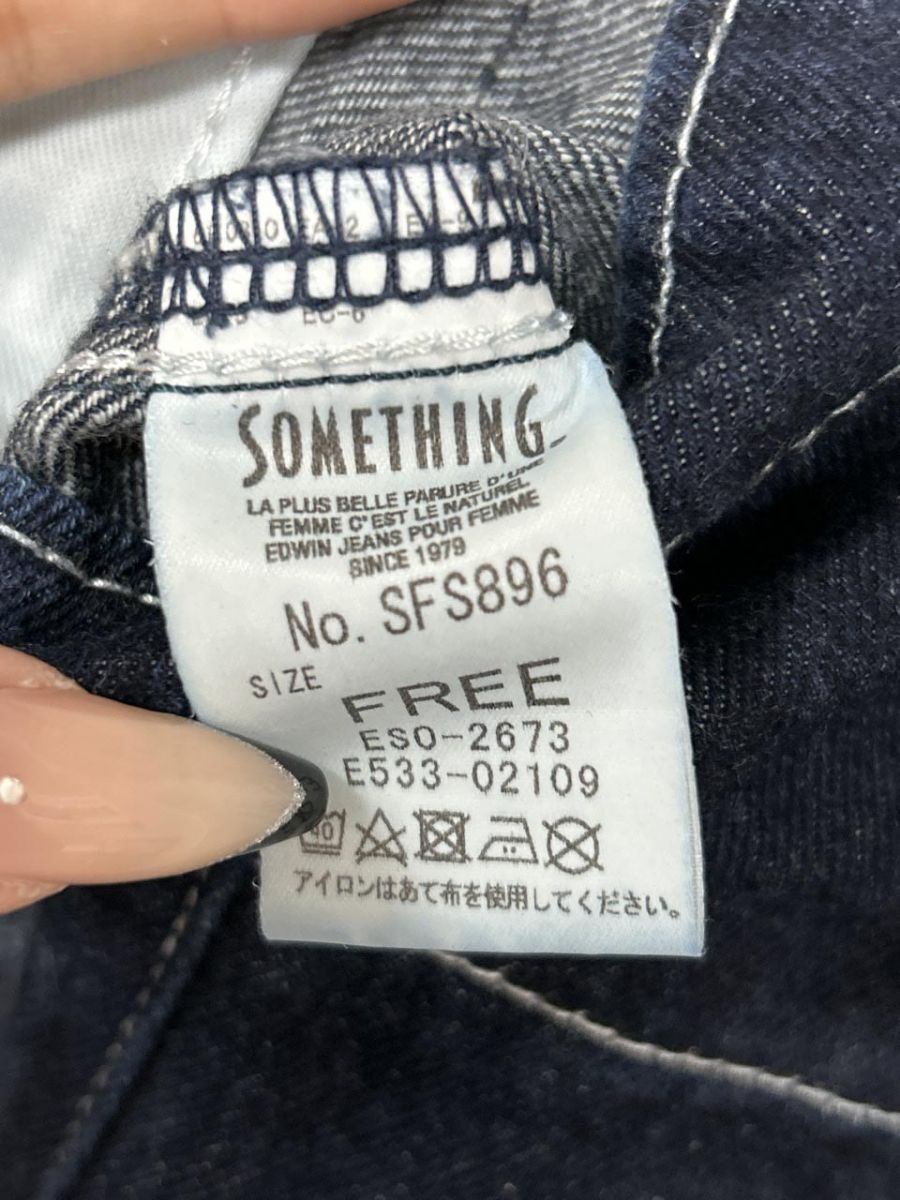 SOMETHING
LA PLUS BELLE PARURE D'UNE
FEMME C'EST LE NATUREL
EDWIN JEANS POUR FEMME
SINCE 1979
No. SFS896
SIZE
FREE
ESO-2673
E533-02109
40
アイロンはあて布を使用してください。